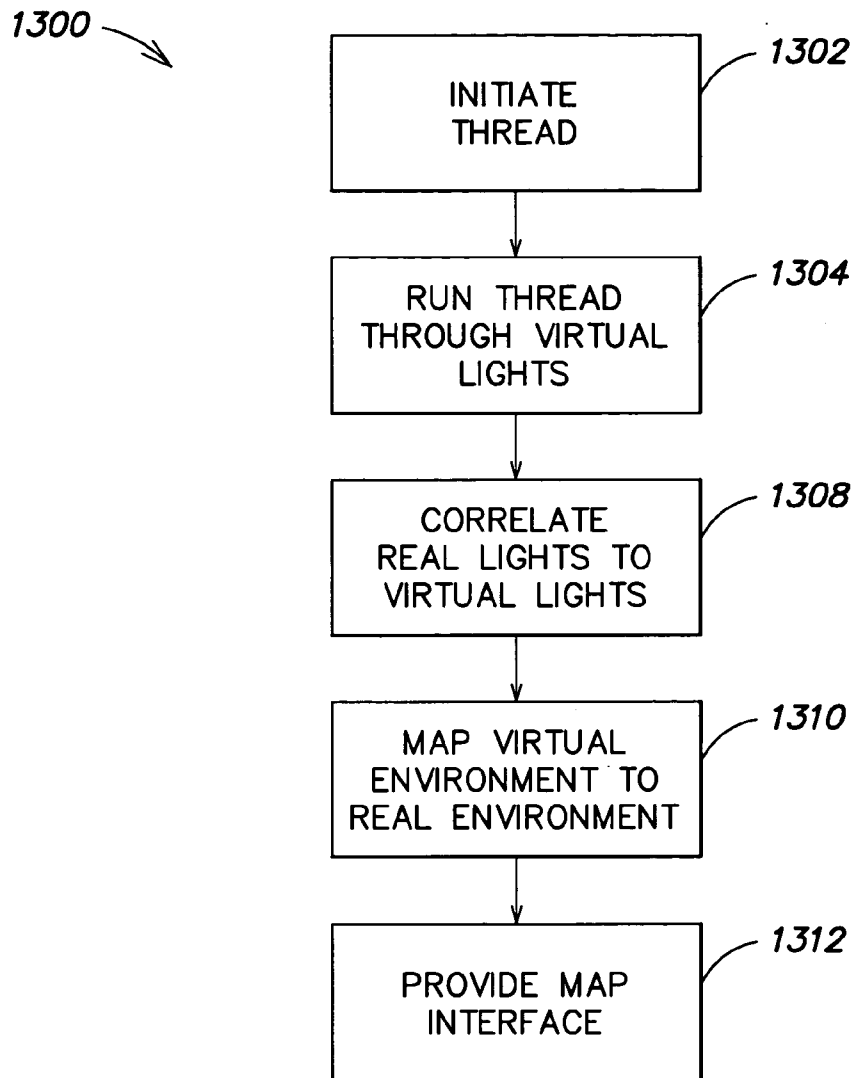 1300
1302
INITIATE
THREAD
1304
RUN THREAD
THROUGH VIRTUAL
LIGHTS
1308
CORRELATE
REAL LIGHTS TO
VIRTUAL LIGHTS
1310
MAP VIRTUAL
ENVIRONMENT TO
REAL ENVIRONMENT
1312
PROVIDE MAP
INTERFACE